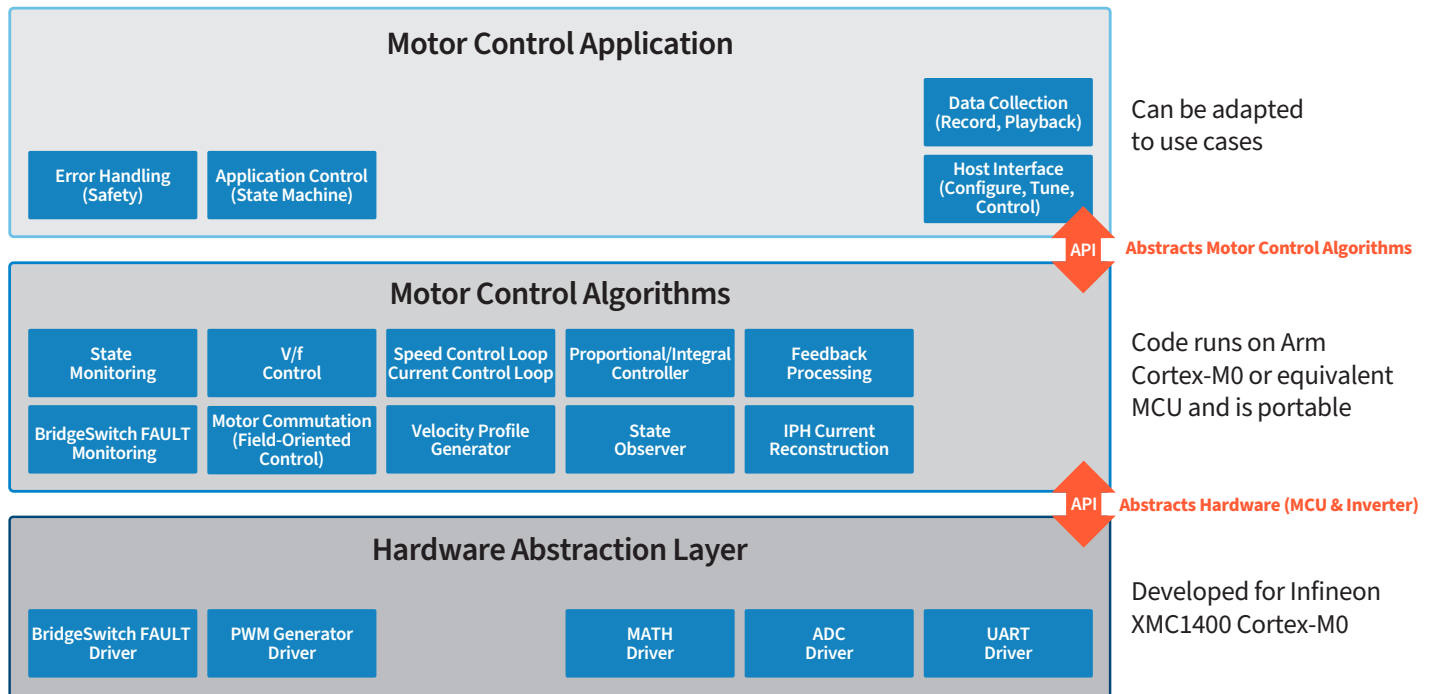 Motor Control Application
Data Collection
(Record, Playback)
Can be adapted
to use cases
Error Handling
(Safety)
Application Control
(State Machine)
Host Interface
(Configure, Tune,
Control)
API
Abstracts Motor Control Algorithms
Motor Control Algorithms
State
Monitoring
V/f
Control
Speed Control Loop
Current Control Loop
Proportional/Integral
Controller
Feedback
Processing
Code runs on Arm
Cortex-M0 or equivalent
MCU and is portable
BridgeSwitch FAULT
Monitoring
Motor Commutation
(Field-Oriented
Control)
Velocity Profile
Generator
State
Observer
IPH Current
Reconstruction
API
Abstracts Hardware (MCU & Inverter)
Hardware Abstraction Layer
Developed for Infineon
XMC1400 Cortex-M0
BridgeSwitch FAULT
Driver
PWM Generator
Driver
MATH
Driver
ADC
Driver
UART
Driver